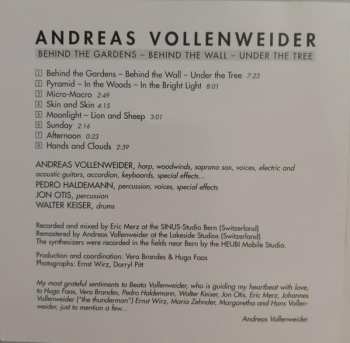 ANDREAS VOLLENWEIDER
BEHIND THE GARDENS – BEHIND THE WALL – UNDER THE TREE
1 Behind the Gardens – Behind the Wall – Under the Tree 7:23
2 Pyramid – In the Woods – In the Bright Light 8:01
3 Micro-Macro 2:49
4 Skin and Skin 4:15
5 Moonlight – Lion and Sheep 3:01
6 Sunday 2:14
7 Afternoon 0:23
8 Hands and Clouds 2:39
ANDREAS VOLLENWEIDER, harp, woodwinds, soprano sax, voices, electric and
acoustic guitars, accordion, keyboards, special effects...
PEDRO HALDEMANN, percussion, voices, special effects
JON OTIS, percussion
WALTER KEISER, drums
Recorded and mixed by Eric Merz at the SINUS-Studio Bern (Switzerland)
Remastered by Andreas Vollenweider at the Lakeside Studios (Switzerland)
The synthesizers were recorded in the fields near Bern by the HEUBI Mobile Studio.
Production and coordination: Vera Brandes & Hugo Faas
Photographs: Ernst Wirz, Darryl Pitt
My most grateful sentiments to Beata Vollenweider, who is guiding my heartbeat with love,
to Hugo Faas, Vera Brandes, Pedro Haldemann, Walter Keiser, Jon Otis, Eric Merz, Johannes
Vollenweider ("the thunderman") Ernst Wirz, Maria Zehnder, Margaretha and Hans Vollen-
weider, just to mention a few...
Andreas Vollenweider